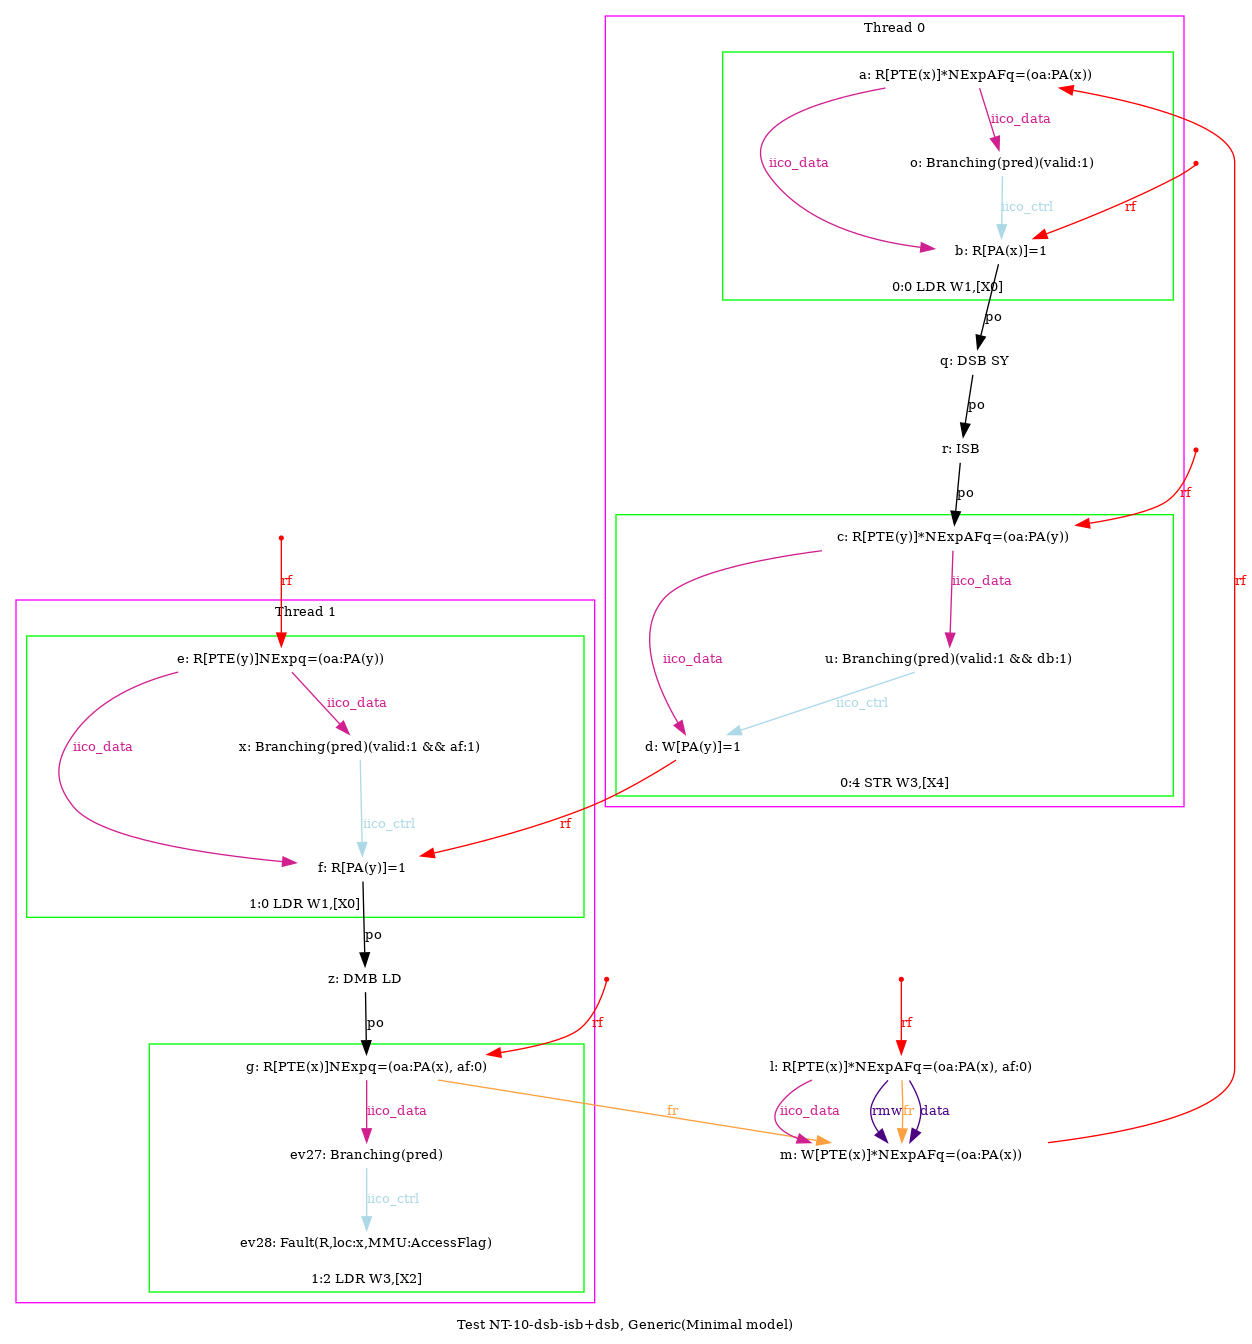 Thread 0
a: R[PTE(x)]*NExpAFq=(oa:PA(x))
iico_data
iico_data
o: Branching(pred)(valid:1)
iico_ctrl
rf
b: R[PA(x)]=1
0:0 LDR W1,[X0]
po
q: DSB SY
po
r: ISB
po
rf
c: R[PTE(y)]*NExpAFq=(oa:PA(y))
iico_data
rf
rf
iico_data
u: Branching(pred)(valid:1 && db:1)
iico_ctrl
d: W[PA(y)]=1
0:4 STR W3,[X4]
Thread 1
e: R[PTE(y)]NExpq=(oa:PA(y))
iico_data
iico_data
x: Branching(pred)(valid:1 && af:1)
iico_ctrl
rf
f: R[PA(y)]=1
1:0 LDR W1,[X0]
po
z: DMB LD
po
rf
rf
g: R[PTE(x)]NExpq=(oa:PA(x), af:0)
l: R[PTE(x)]*NExpAFq=(oa:PA(x), af:0)
iico_data
fr
iico_data
rmw
fr
data
ev27: Branching(pred)
m: W[PTE(x)]*NExpAFq=(oa:PA(x))
iico_ctrl
ev28: Fault(R,loc:x,MMU:AccessFlag)
1:2 LDR W3,[X2]
Test NT-10-dsb-isb+dsb, Generic(Minimal model)